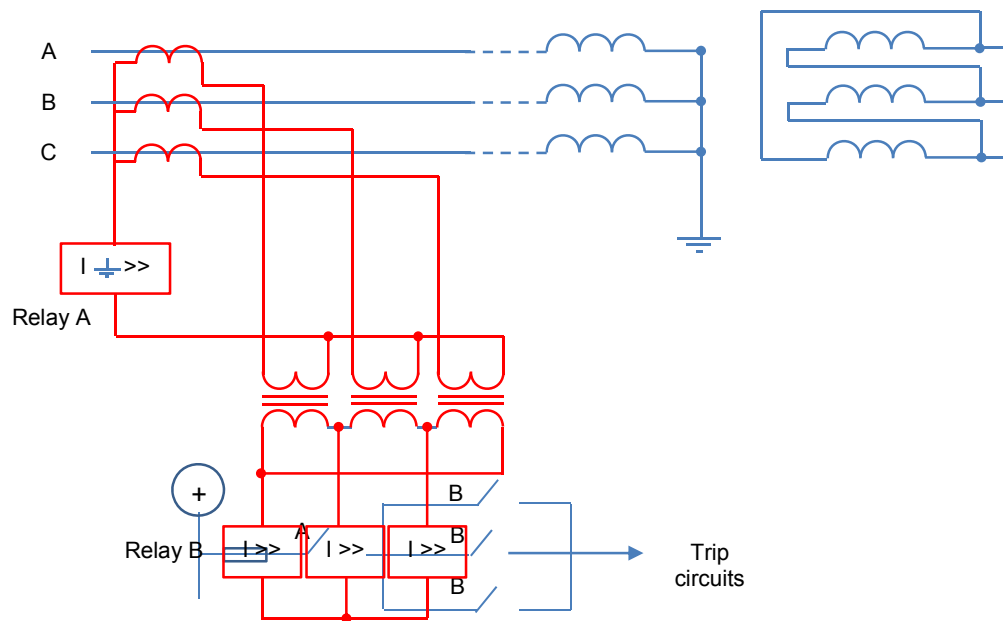 A
B
C
I >>
Relay A
+
B
A
Relay B
I >>
I >>
I >>
B
B
Trip
circuits